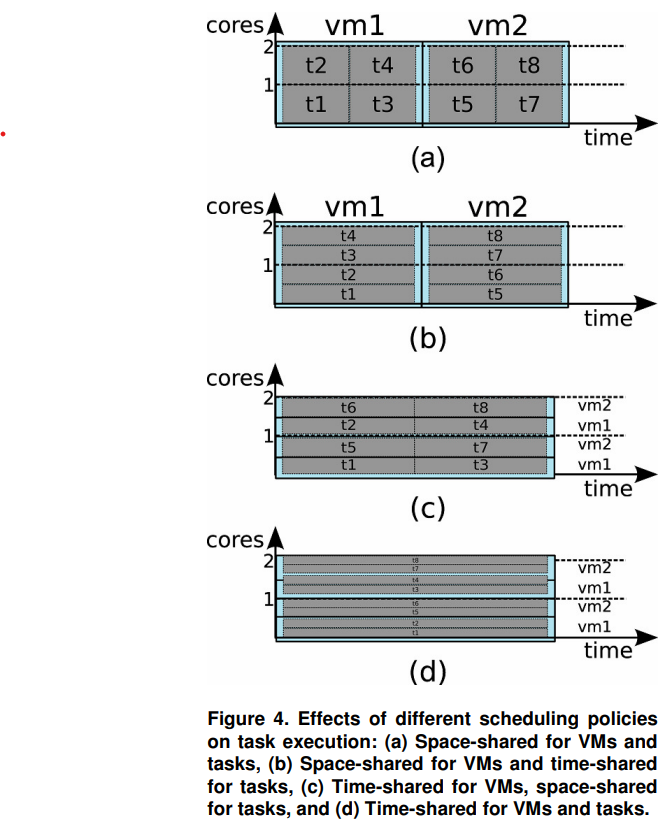 cores vm1 vm2
2
t2 t4 t6 t8
1
t1 t3 t5 t7
time
(a)
cores vm1 vm2
2
t4 t8
t3 t7
1
t2 t6
t1 t5
time
(b)
cores
2
t6 t8 vm2
t2 t4 vm1
1
t5 t7 vm2
t1 t3 vm1
time
(c)
cores
2
t8
t7 vm2
t4
t3 vm1
1
t6
t5 vm2
t2
t1 vm1
time
(d)
Figure 4. Effects of different scheduling policies
on task execution: (a) Space-shared for VMs and
tasks, (b) Space-shared for VMs and time-shared
for tasks, (c) Time-shared for VMs, space-shared
for tasks, and (d) Time-shared for VMs and tasks.